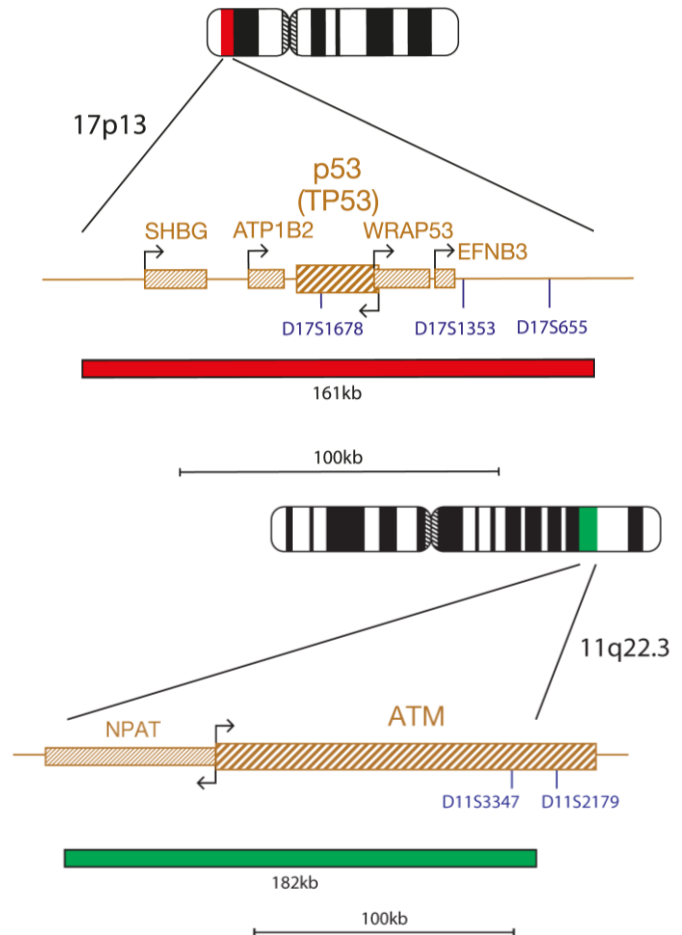 17p13
p53
(TP53)
SHBG
ATP1B2
WRAP53
EFNB3
D17S1678
D17S1353
D17S655
161kb
100kb
11q22.3
NPAT
ATM
D11S3347
D11S2179
182kb
100kb